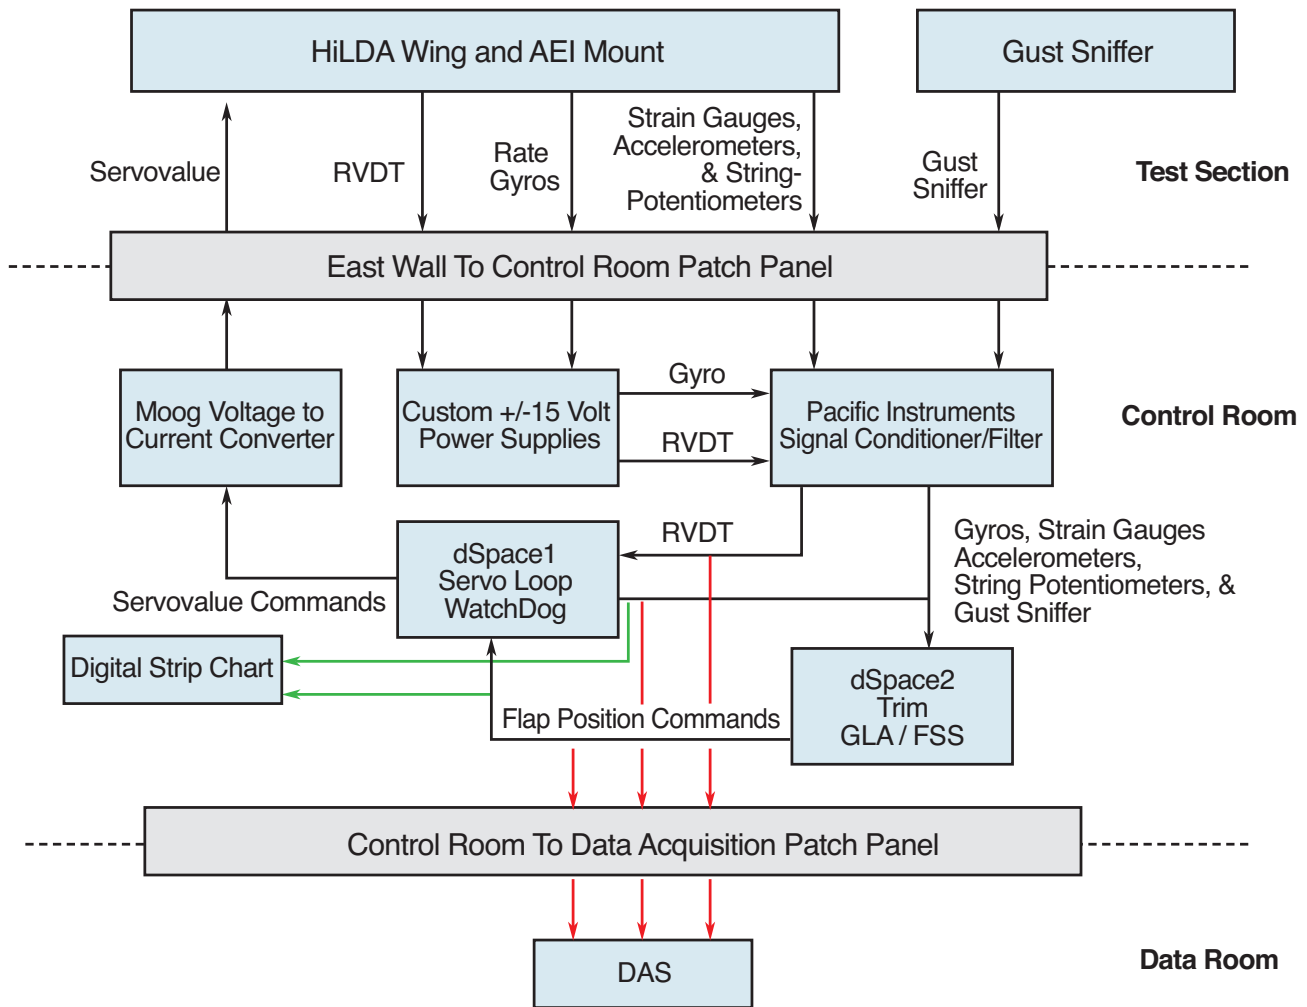 HiLDA Wing and AEI Mount
Gust Sniffer
Servovalue
RVDT
Rate
Gyros
Strain Gauges,
Accelerometers,
& String-
Potentiometers
Gust
Sniffer
Test Section
East Wall To Control Room Patch Panel
Moog Voltage to
Current Converter
Custom +/-15 Volt
Power Supplies
Gyro
RVDT
Pacific Instruments
Signal Conditioner/Filter
Control Room
dSpace1
Servo Loop
WatchDog
RVDT
Gyros, Strain Gauges
Accelerometers,
String Potentiometers, &
Gust Sniffer
Servovalue Commands
Digital Strip Chart
Flap Position Commands
dSpace2
Trim
GLA / FSS
Control Room To Data Acquisition Patch Panel
DAS
Data Room